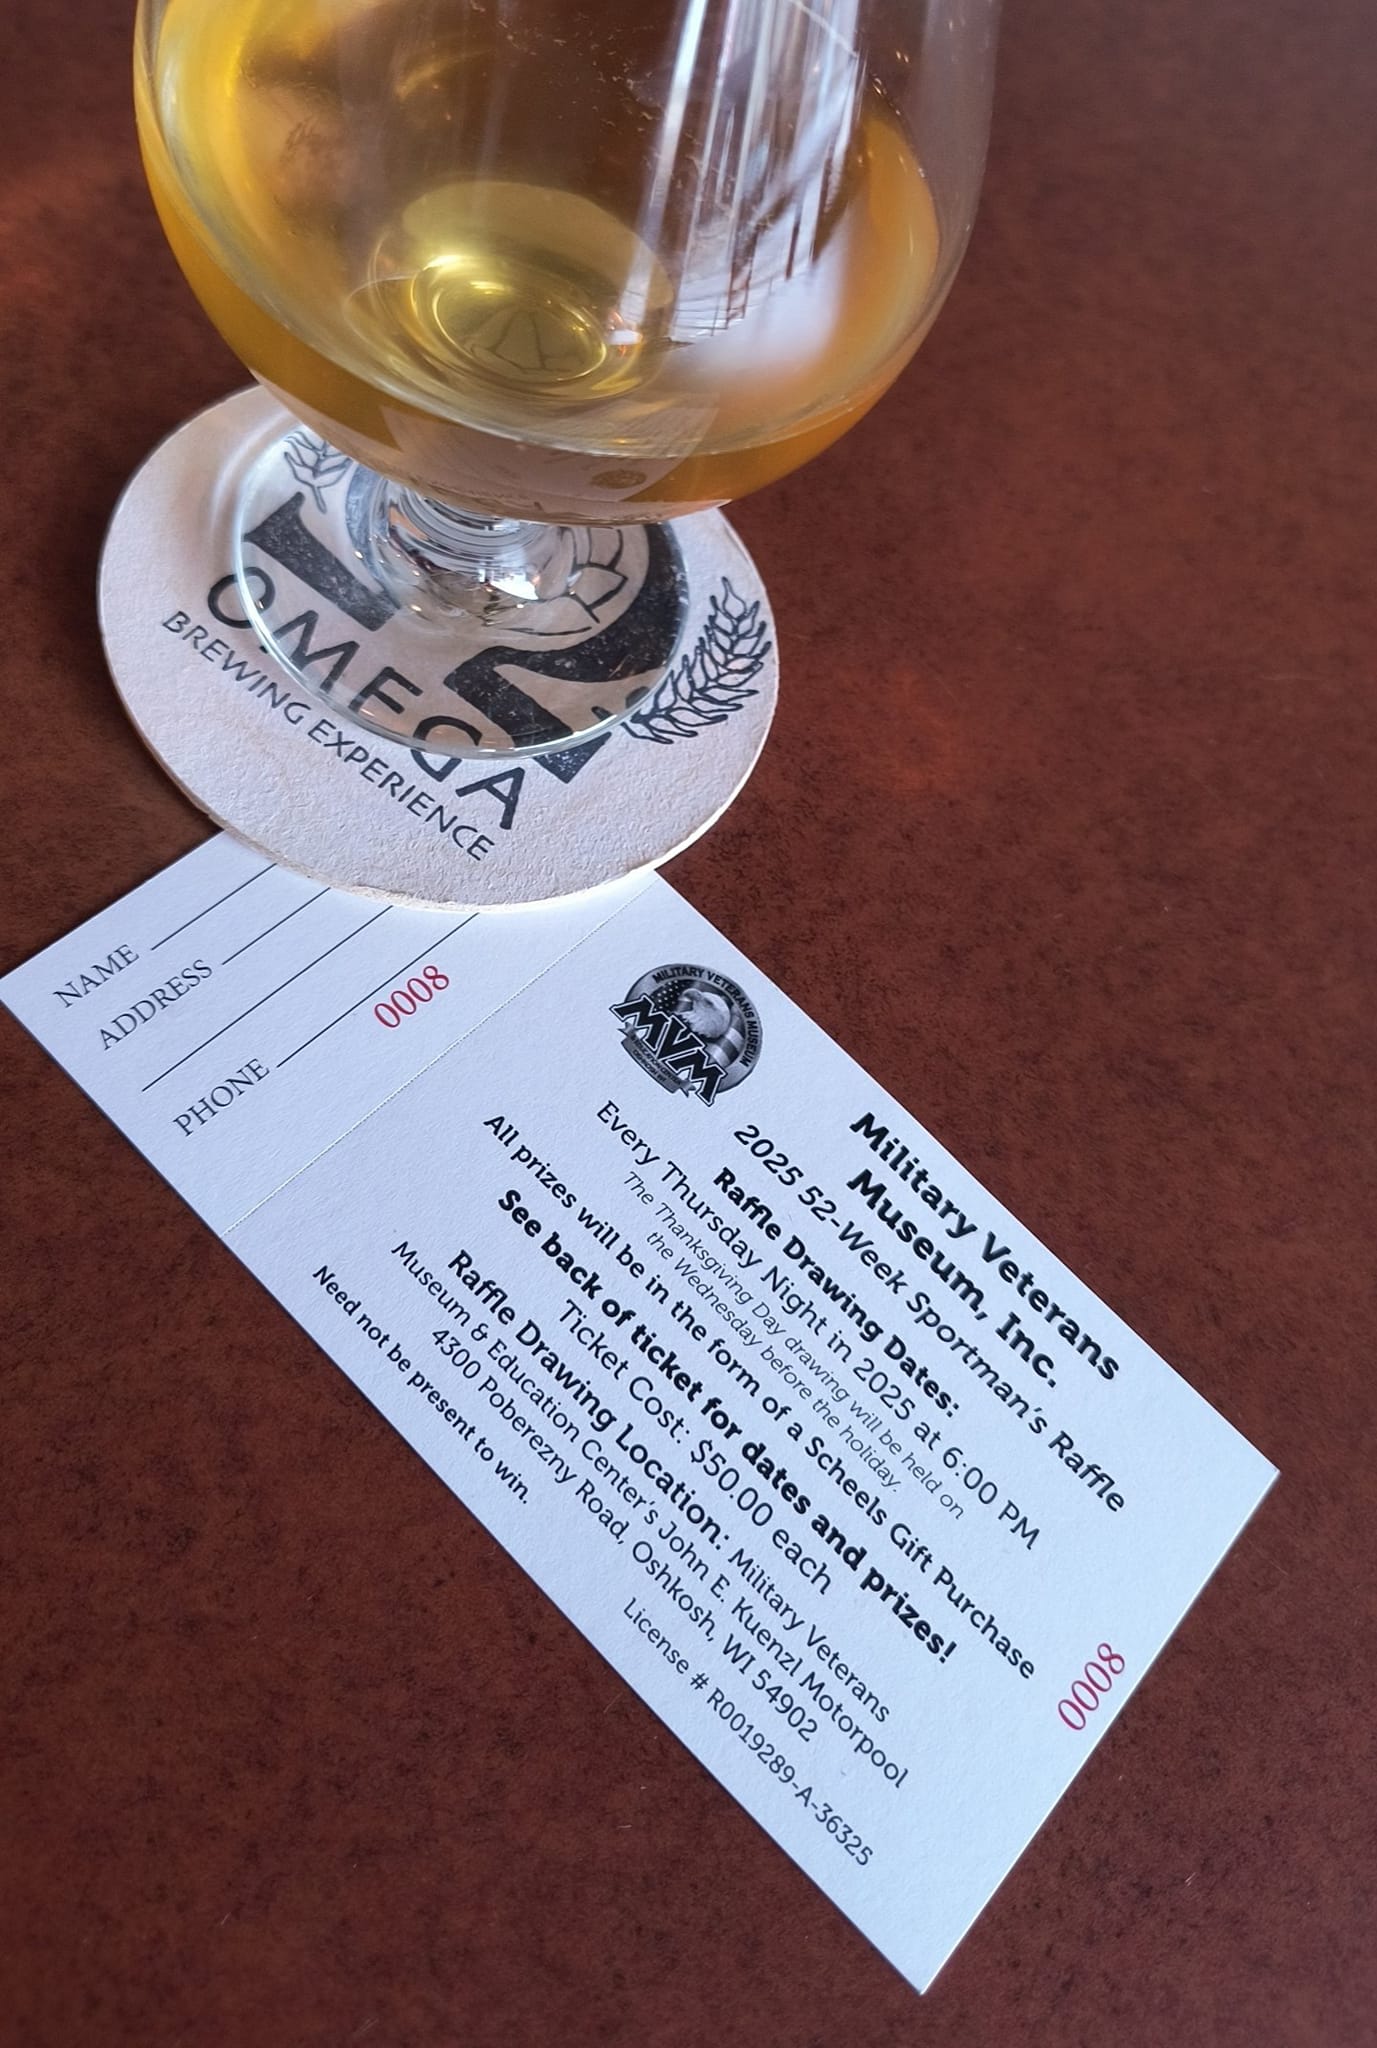 OMEGA
BREWING EXPERIENCE
NAME
ADDRESS
PHONE
0008
MILITARY VETERANS MUSEUM
MVM
& EDUCATION CENTER
OSHKOSH, WI
Military Veterans
Museum, Inc.
2025 52-Week Sportman's Raffle
Raffle Drawing Dates:
Every Thursday Night in 2025 at 6:00 PM
The Thanksgiving Day drawing will be held on
the Wednesday before the holiday.
All prizes will be in the form of a Scheels Gift Purchase
See back of ticket for dates and prizes!
Ticket Cost: $50.00 each
Raffle Drawing Location: Military Veterans
Museum & Education Center's John E. Kuenzl Motorpool
4300 Poberezny Road, Oshkosh, WI 54902
Need not be present to win.
License # R0019289-A-36325
0008